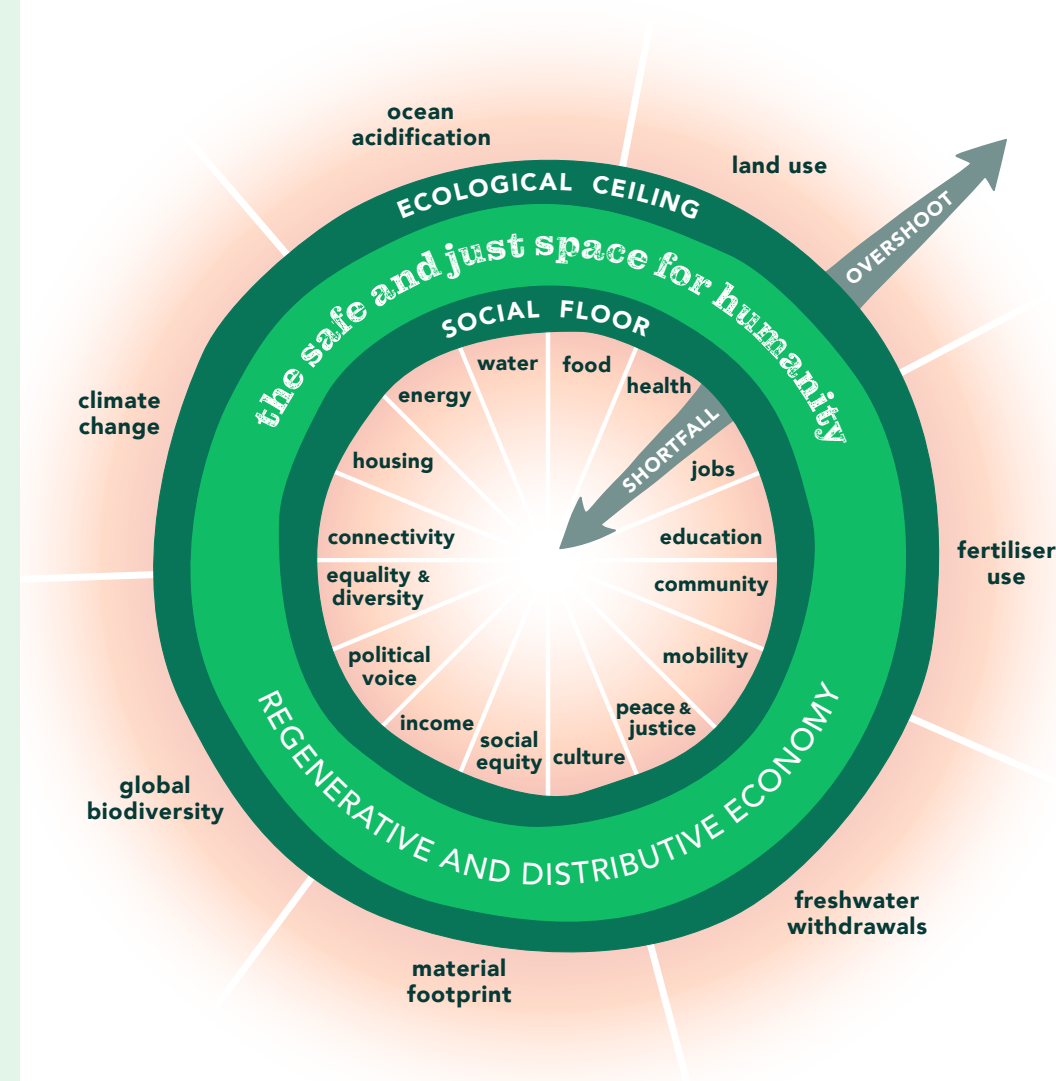 ocean
acidification
land use
OVERSHOOT
ECOLOGICAL CEILING
the safe and just space for humanity
SOCIAL FLOOR
water
food
health
energy
SHORTFALL
climate
change
housing
jobs
connectivity
education
fertiliser
use
equality &
diversity
community
political
voice
mobility
income
peace &
justice
social
equity
culture
REGENERATIVE AND DISTRIBUTIVE ECONOMY
global
biodiversity
freshwater
withdrawals
material
footprint